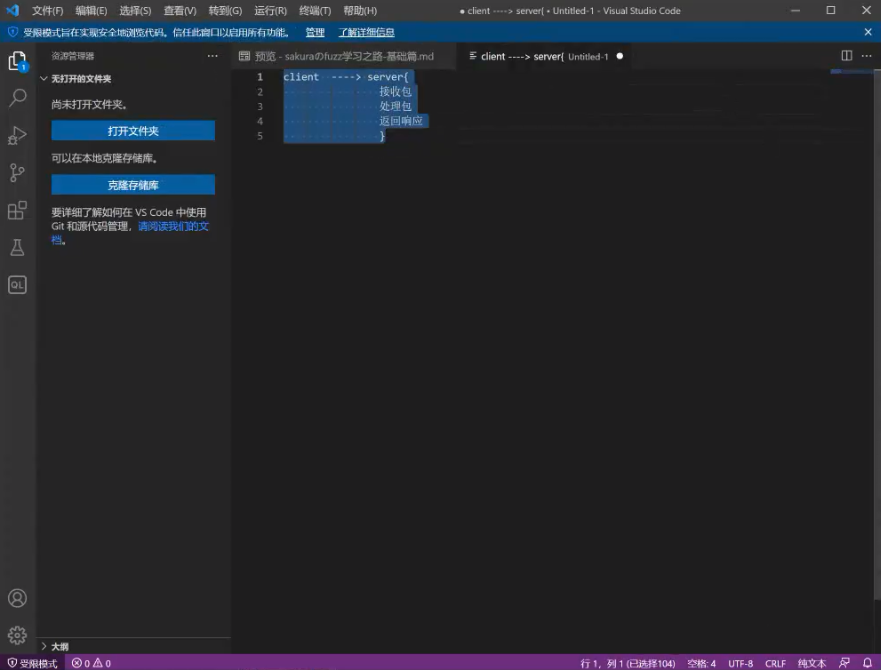 文件(F) 编辑(E) 选择(S) 查看(V) 转到(G) 运行(R) 终端(T) 帮助(H) ● client ----> server{ • Untitled-1 - Visual Studio Code
受限模式旨在实现安全地浏览代码。信任此窗口以启用所有功能。 管理 了解详细信息
资源管理器
预览 - sakuraのfuzz学习之路-基础篇.md
client ----> server{ Untitled-1
1
无打开的文件夹
尚未打开文件夹。
打开文件夹
可以在本地克隆存储库。
克隆存储库
要详细了解如何在 VS Code 中使用
Git 和源代码管理，请阅读我们的文
档。
QL
1 client ----> server{
2 接收包
3 处理包
4 返回响应
5 }
大纲
受限模式 0 0 行 1，列 1 (已选择104) 空格: 4 UTF-8 CRLF 纯文本